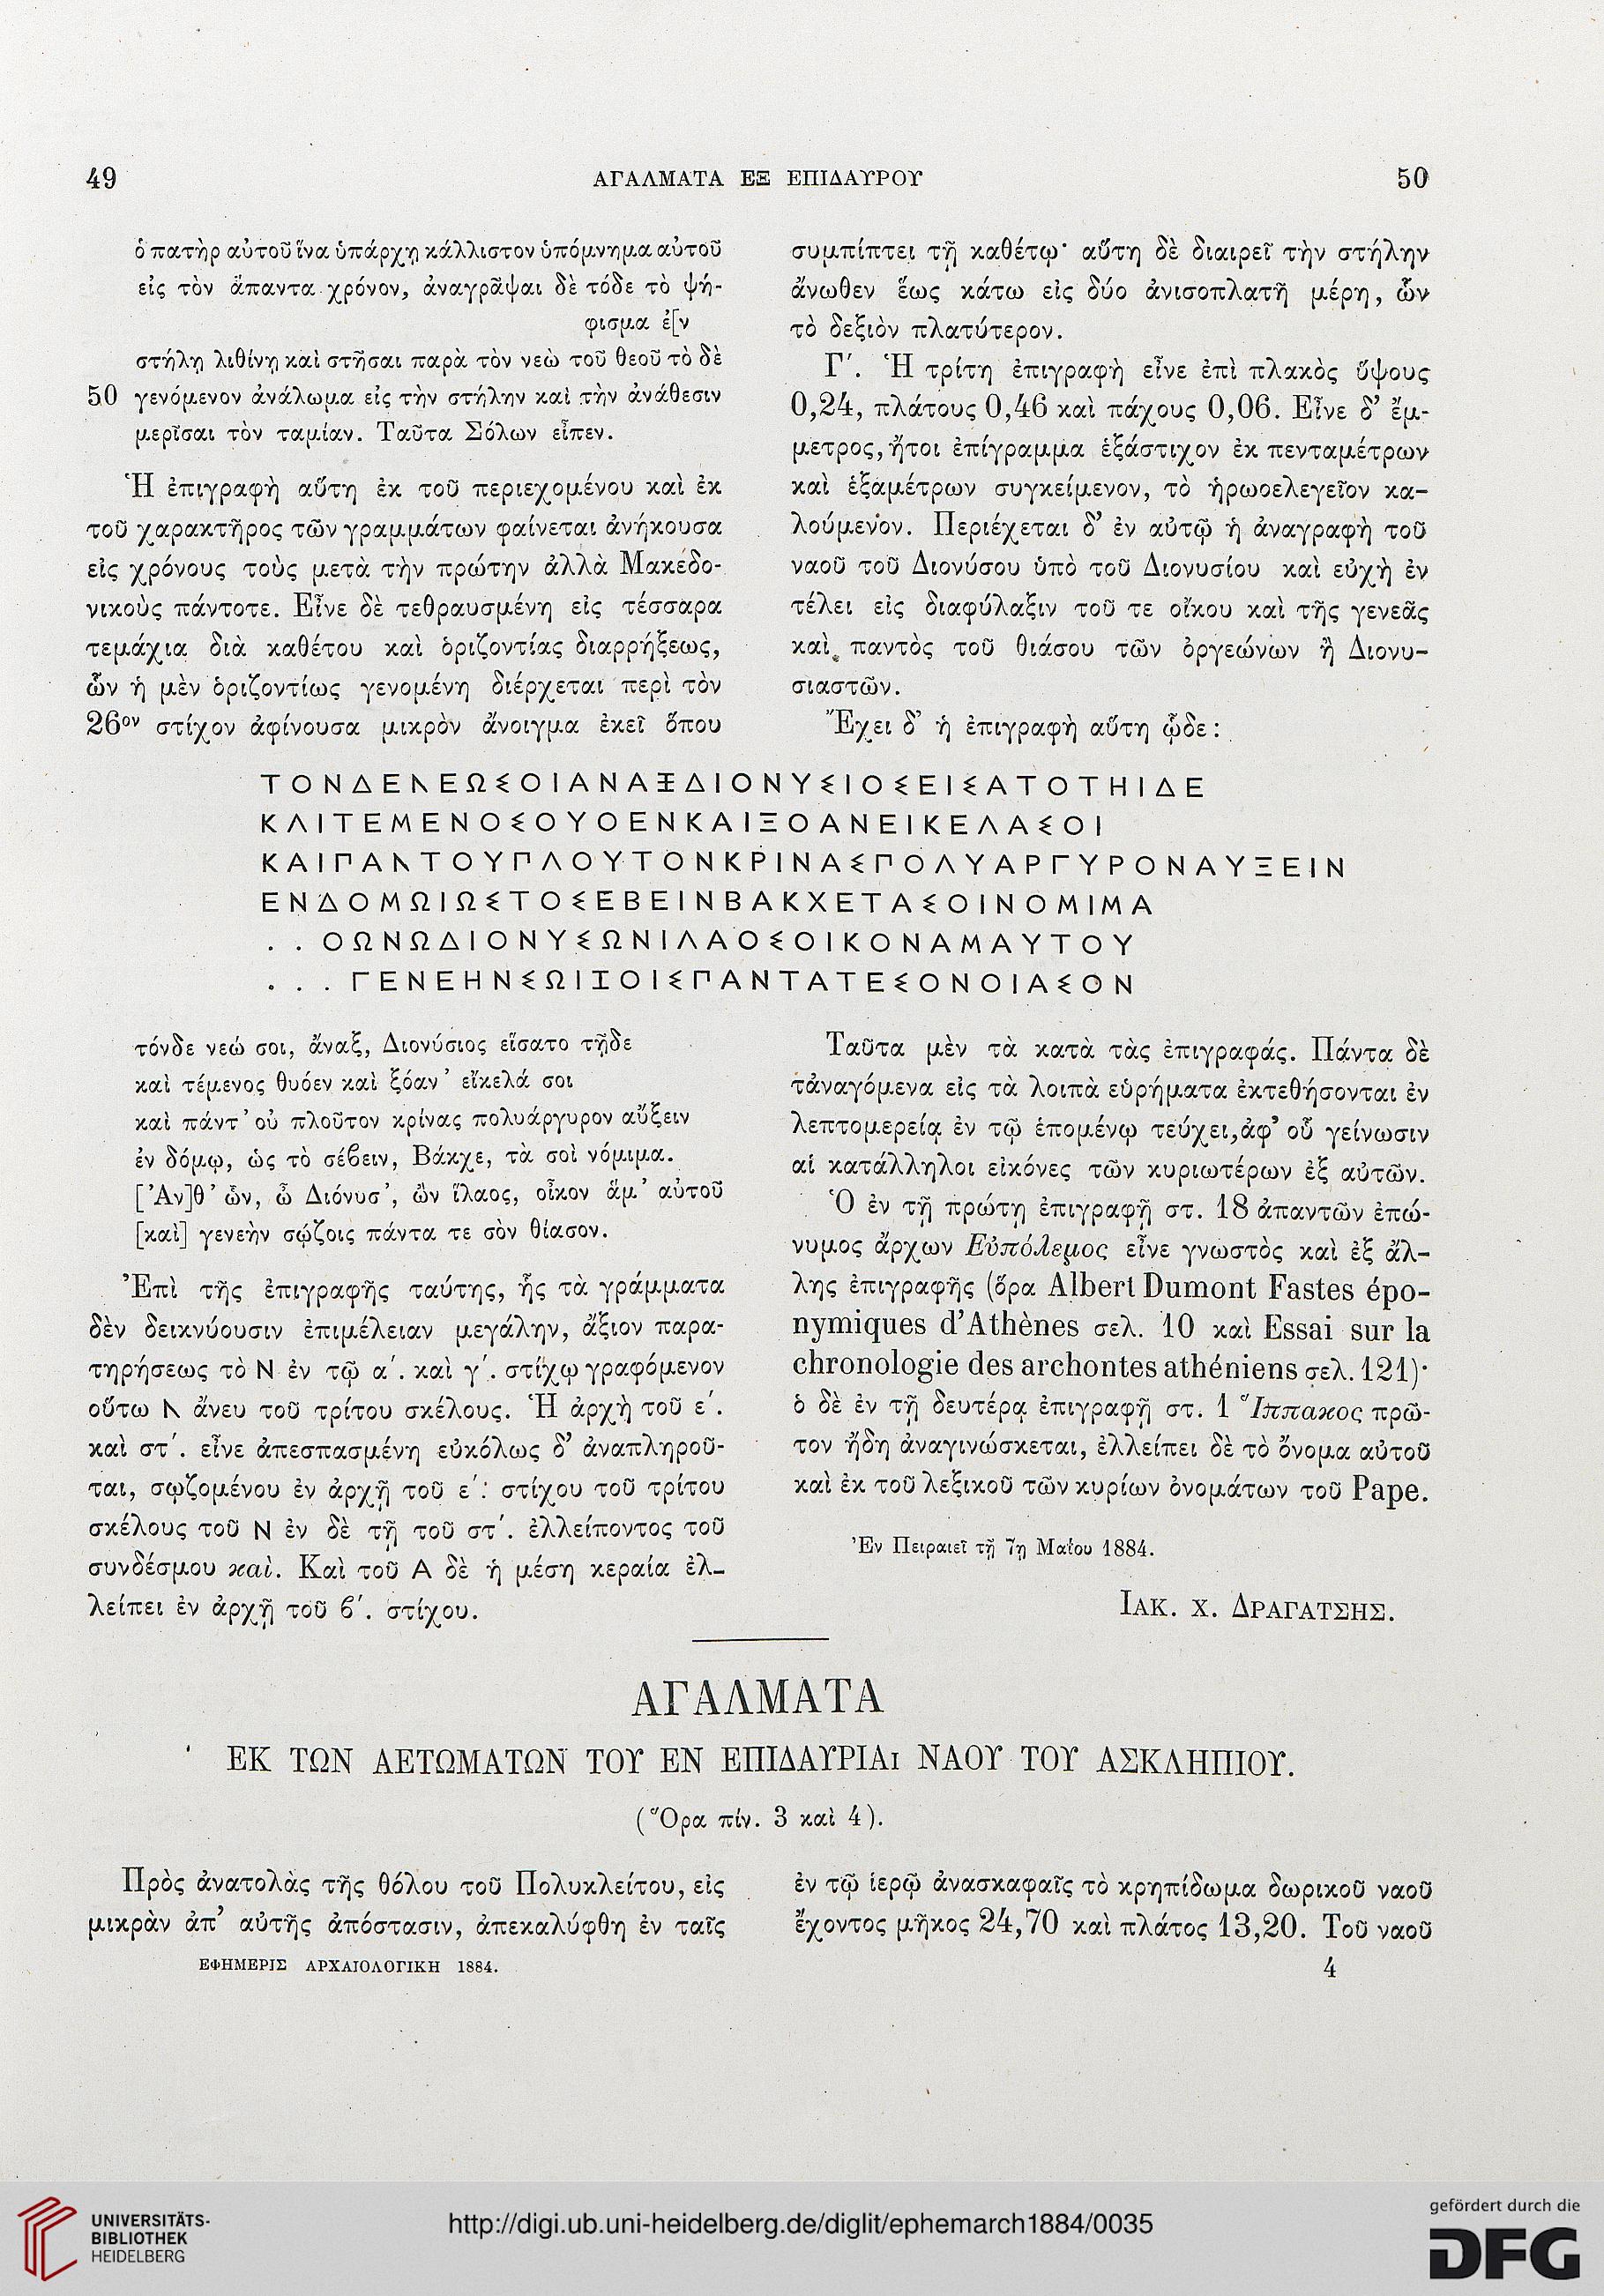 49 ΑΓΑΛΜΑΤΑ ΕΞ ΕΠΙΔΑΥΡΟΥ 50
ὁ πατὴρ αὐτοῦ ἵνα ὑπάρχῃ κάλλιστον ὑπόμνημα αὐτοῦ
εἰς τὸν ἅπαντα χρόνον, ἀναγρᾶψαι δὲ τόδε τὸ ψή-
φισμα ἐ[ν
στήλῃ λιθίνῃ καὶ στῆσαι παρὰ τὸν νεὼ τοῦ θεοῦ τὸ δὲ
50 γενόμενον ἀνάλωμα εἰς τὴν στήλην καὶ τὴν ἀνάθεσιν
μερῖσαι τὸν ταμίαν. Ταῦτα Σόλων εἶπεν.
Ἡ ἐπιγραφὴ αὕτη ἐκ τοῦ περιεχομένου καὶ ἐκ
τοῦ χαρακτῆρος τῶν γραμμάτων φαίνεται ἀνήκουσα
εἰς χρόνους τοὺς μετὰ τὴν πρώτην ἀλλὰ Μακεδο-
νικοὺς πάντοτε. Εἶνε δὲ τεθραυσμένη εἰς τέσσαρα
τεμάχια διὰ καθέτου καὶ ὁριζοντίας διαρρήξεως,
ὧν ἡ μὲν ὁριζοντίως γενομένη διέρχεται περὶ τὸν
26ον στίχον ἀφίνουσα μικρὸν ἄνοιγμα ἐκεῖ ὅπου
συμπίπτει τῇ καθέτῳ· αὕτη δὲ διαιρεῖ τὴν στήλην
ἄνωθεν ἕως κάτω εἰς δύο ἀνισοπλατῆ μέρη, ὧν
τὸ δεξιὸν πλατύτερον.
Γ΄. Ἡ τρίτη ἐπιγραφὴ εἶνε ἐπὶ πλακὸς ὕψους
0,24, πλάτους 0,46 καὶ πάχους 0,06. Εἶνε δ’ ἔμ-
μετρος, ἤτοι ἐπίγραμμα ἑξάστιχον ἐκ πενταμέτρων
καὶ ἑξαμέτρων συγκείμενον, τὸ ἡρωοελεγεῖον κα-
λούμενον. Περιέχεται δ’ ἐν αὐτῷ ἡ ἀναγραφὴ τοῦ
ναοῦ τοῦ Διονύσου ὑπὸ τοῦ Διονυσίου καὶ εὐχὴ ἐν
τέλει εἰς διαφύλαξιν τοῦ τε οἴκου καὶ τῆς γενεᾶς
καὶ παντὸς τοῦ θιάσου τῶν ὀργεώνων ἢ Διονυ-
σιαστῶν.
Ἔχει δ’ ἡ ἐπιγραφὴ αὕτη ᾧδε:
ΤΟΝΔΕΝΕΩΣΟΙΑΝΑΞΔΙΟΝΥΣΙΟΣΕΙΣΑΤΟΤΗΙΔΕ
ΚΛΙΤΕΜΕΝΟΣΟΥΟΕΝΚΑΙΞΟΑΝΕΙΚΕΛΑΣΟΙ
ΚΑΙΠΑΝΤΟΥΠΛΟΥΤΟΝΚΡΙΝΑΣΠΟΛΥΑΡΓΥΡΟΝΑΥΞΕΙΝ
ΕΝΔΟΜΩΙΩΣΤΟΣΕΒΕΙΝΒΑΚΧΕΤΑΣΟΙΝΟΜΙΜΑ
. . ΟΩΝΩΔΙΟΝΥΣΩΝΙΛΑΟΣΟΙΚΟΝΑΜΑΥΤΟΥ
. . . ΓΕΝΕΗΝΣΩΙΖΟΙΣΠΑΝΤΑΤΕΣΟΝΟΙΑΣΟΝ
τόνδε νεώ σοι, ἄναξ, Διονύσιος εἵσατο τῇδε
καὶ τέμενος θυόεν καὶ ξόαν’ εἴκελά σοι
καὶ πάντ’ οὐ πλοῦτον κρίνας πολυάργυρον αὔξειν
ἐν δόμῳ, ὡς τὸ σέβειν, Βάκχε, τὰ σοὶ νόμιμα.
[Ἀν]θ’ ὧν, ὦ Διόνυσ’, ὢν ἵλαος, οἶκον ἅμ’ αὐτοῦ
[καὶ] γενεὴν σῴζοις πάντα τε σὸν θίασον.
Ἐπὶ τῆς ἐπιγραφῆς ταύτης, ἧς τὰ γράμματα
δὲν δεικνύουσιν ἐπιμέλειαν μεγάλην, ἄξιον παρα-
τηρήσεως τὸ Ν ἐν τῷ α΄. καὶ γ΄. στίχῳ γραφόμενον
οὕτω Ν ἄνευ τοῦ τρίτου σκέλους. Ἡ ἀρχὴ τοῦ ε΄.
καὶ στ΄. εἶνε ἀπεσπασμένη εὐκόλως δ’ ἀναπληροῦ-
ται, σῳζομένου ἐν ἀρχῇ τοῦ ε΄. στίχου τοῦ τρίτου
σκέλους τοῦ Ν ἐν δὲ τῇ τοῦ στ΄. ἐλλείποντος τοῦ
συνδέσμου καὶ. Καὶ τοῦ Α δὲ ἡ μέση κεραία ἐλ-
λείπει ἐν ἀρχῇ τοῦ ϐ΄. στίχου.
Ταῦτα μὲν τὰ κατὰ τὰς ἐπιγραφάς. Πάντα δὲ
τἀναγόμενα εἰς τὰ λοιπὰ εὑρήματα ἐκτεθήσονται ἐν
λεπτομερείᾳ ἐν τῷ ἑπομένῳ τεύχει, ἀφ’ οὗ γείνωσιν
αἱ κατάλληλοι εἰκόνες τῶν κυριωτέρων ἐξ αὐτῶν.
Ὁ ἐν τῇ πρώτῃ ἐπιγραφῇ στ. 18 ἀπαντῶν ἐπώ-
νυμος ἄρχων Εὐπόλεμος εἶνε γνωστὸς καὶ ἐξ ἄλ-
λης ἐπιγραφῆς (ὅρα Albert Dumont Fastes épo-
nymiques d’Athènes σελ. 10 καὶ Essai sur la
chronologie des archontes athéniens σελ. 121)·
ὁ δὲ ἐν τῇ δευτέρᾳ ἐπιγραφῇ στ. 1 Ἵππακος πρῶ-
τον ἤδη ἀναγινώσκεται, ἐλλείπει δὲ τὸ ὄνομα αὐτοῦ
καὶ ἐκ τοῦ λεξικοῦ τῶν κυρίων ὀνομάτων τοῦ Pape.
Ἐν Πειραιεῖ τῇ 7ῃ Μαΐου 1884.
ΙΑΚ. Χ. ΔΡΑΓΑΤΣΗΣ.
ΑΓΑΛΜΑΤΑ
ΕΚ ΤΩΝ ΑΕΤΩΜΑΤΩΝ ΤΟΥ ΕΝ ΕΠΙΔΑΥΡΙΑι ΝΑΟΥ ΤΟΥ ΑΣΚΛΗΠΙΟΥ.
(Ὅρα πίν. 3 καὶ 4).
Πρὸς ἀνατολὰς τῆς θόλου τοῦ Πολυκλείτου, εἰς
μικρὰν ἀπ’ αὐτῆς ἀπόστασιν, ἀπεκαλύφθη ἐν ταῖς
ἐν τῷ ἱερῷ ἀνασκαφαῖς τὸ κρηπίδωμα δωρικοῦ ναοῦ
ἔχοντος μῆκος 24,70 καὶ πλάτος 13,20. Τοῦ ναοῦ
ΕΦΗΜΕΡΙΣ ΑΡΧΑΙΟΛΟΓΙΚΗ 1884.
4
UNIVERSITÄTS-
BIBLIOTHEK
HEIDELBERG
http://digi.ub.uni-heidelberg.de/diglit/ephemarch1884/0035
gefördert durch die
DFG